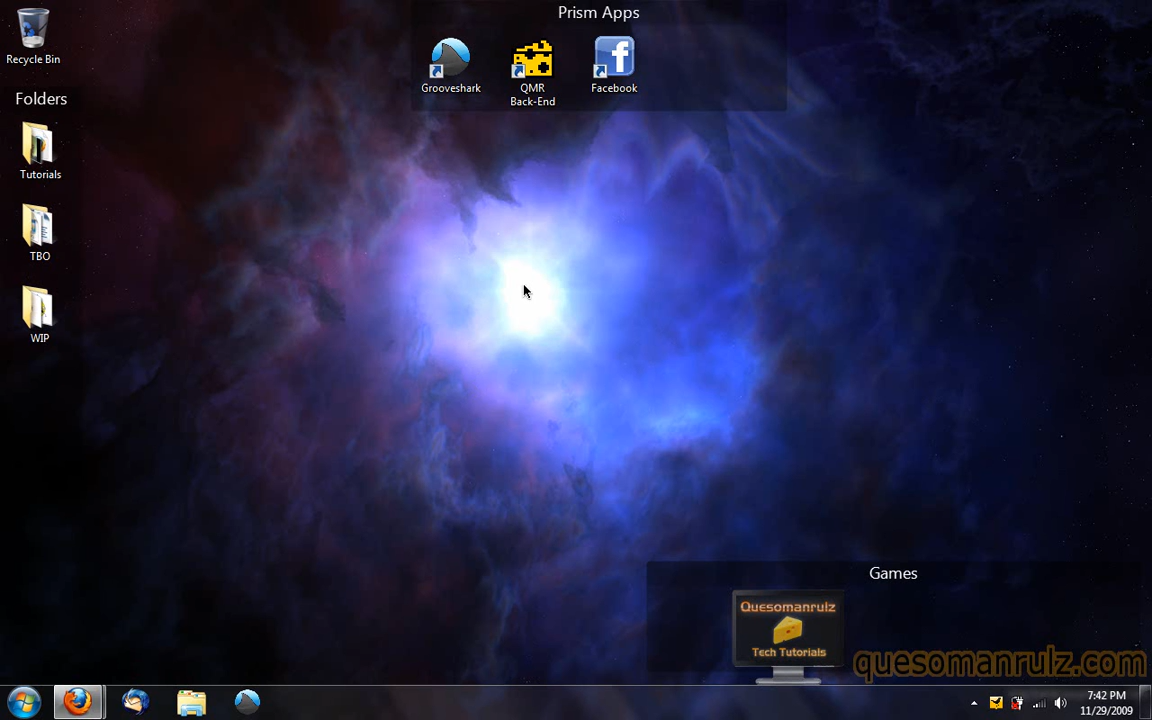 Prism Apps
Recycle Bin
Grooveshark
QMR
Back-End
Facebook
Folders
Tutorials
TBO
WIP
Games
Quesomanrulz
Tech Tutorials
quesomanrulz.com
7:42 PM
11/29/2009